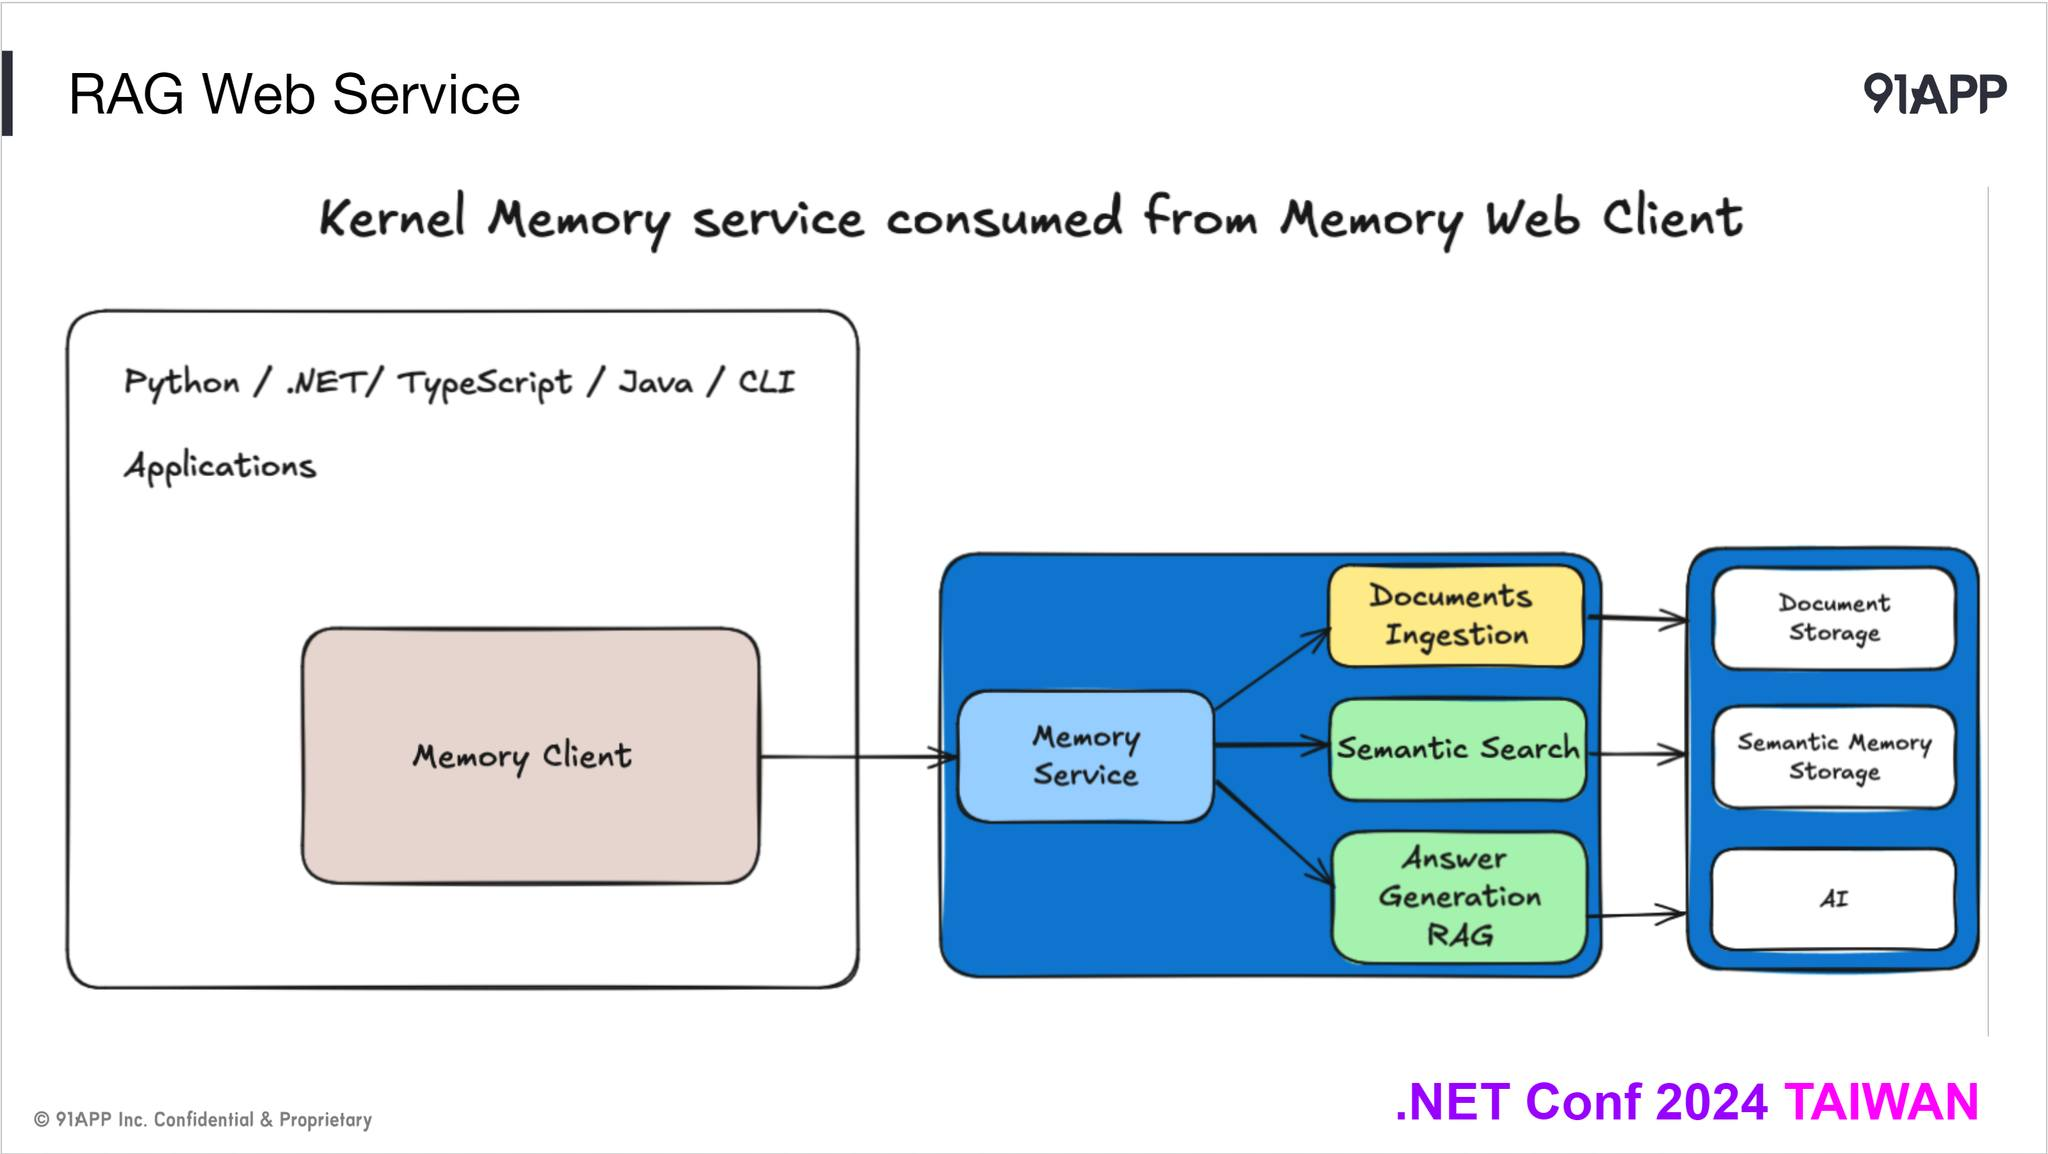 RAG Web Service
91APP
Kernel Memory service consumed from Memory Web Client
Python / .NET/ TypeScript / Java / CLI
Applications
Memory Client
Memory
Service
Documents
Ingestion
Semantic Search
Answer
Generation
RAG
Document
Storage
Semantic Memory
Storage
AI
.NET Conf 2024 TAIWAN
© 91APP Inc. Confidential & Proprietary